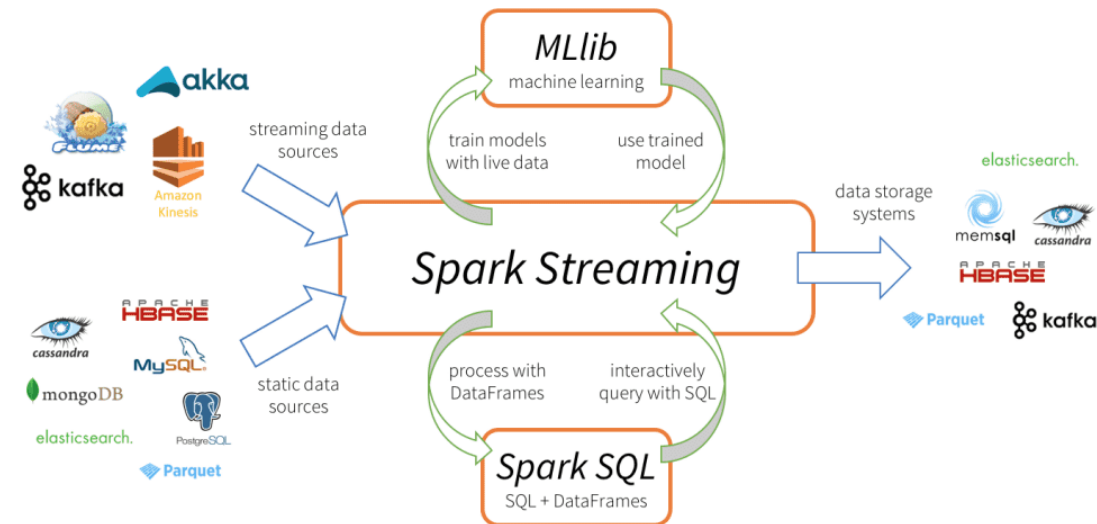 MLlib
machine learning
akka
FLUME
kafka
Amazon
Kinesis
streaming data
sources
train models
with live data
use trained
model
Spark Streaming
data storage
systems
elasticsearch.
memsql
cassandra
APACHE
HBASE
Parquet
kafka
APACHE
HBASE
cassandra
MySQL®
mongoDB
PostgreSQL
elasticsearch.
Parquet
static data
sources
process with
DataFrames
interactively
query with SQL
Spark SQL
SQL + DataFrames